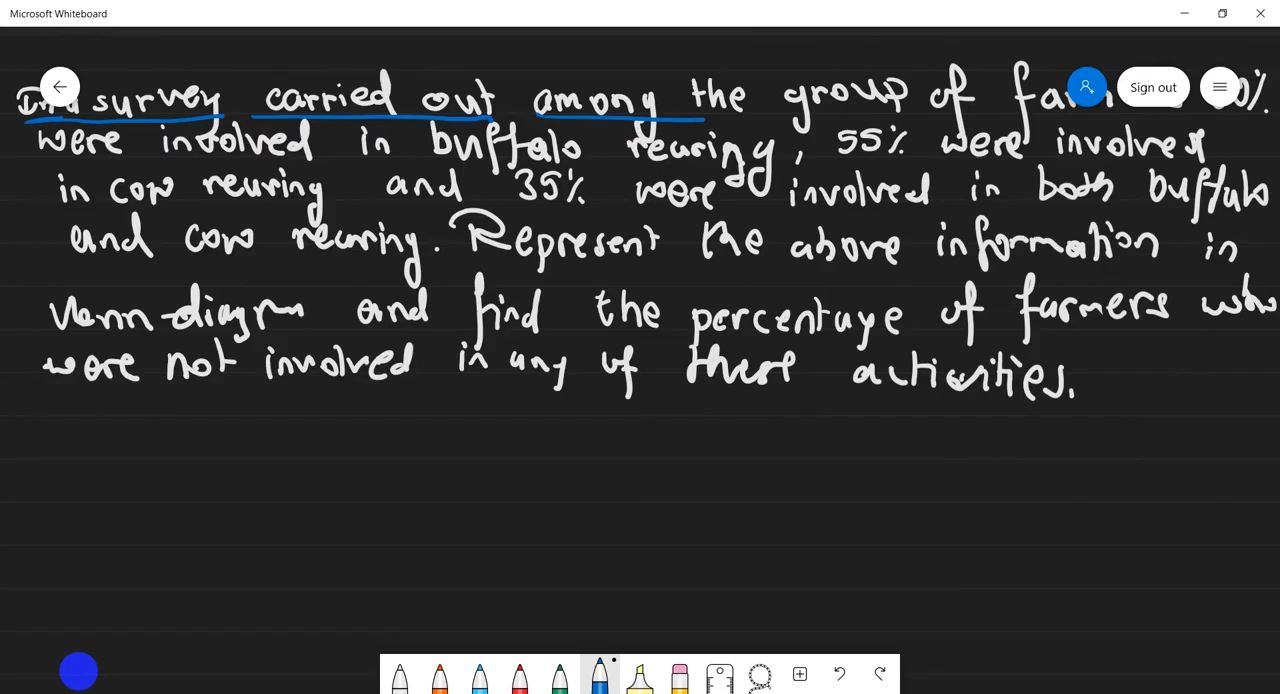 Microsoft Whiteboard
Sign out
survey carried out among the group of 0%
were involved in buffalo rearing, 55% were involved
in cow rearing and 35% were involved in both buffalo
and cow rearing. Represent the above information in
Venn-diagram and find the percentage of farmers who
were not involved in any of these activities.